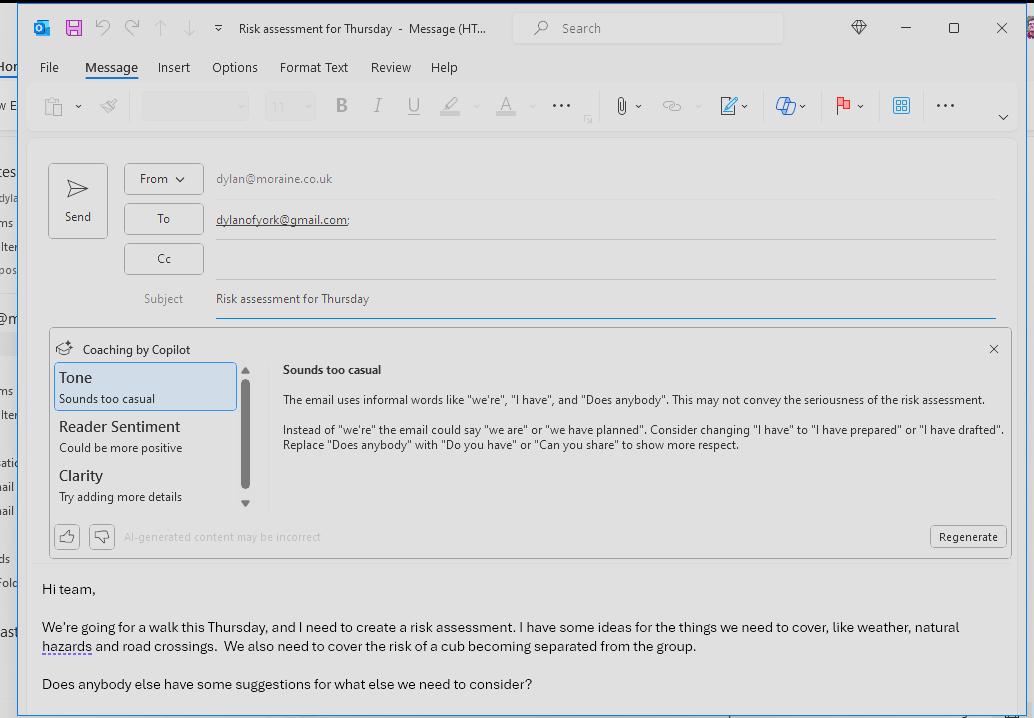 Risk assessment for Thursday - Message (HT...
Search
File Message Insert Options Format Text Review Help
11 B I U A
From dylan@moraine.co.uk
Send
To dylanofyork@gmail.com;
Cc
Subject Risk assessment for Thursday
Coaching by Copilot
Tone
Sounds too casual
Reader Sentiment
Could be more positive
Clarity
Try adding more details
Sounds too casual
The email uses informal words like "we're", "I have", and "Does anybody". This may not convey the seriousness of the risk assessment.
Instead of "we're" the email could say "we are" or "we have planned". Consider changing "I have" to "I have prepared" or "I have drafted".
Replace "Does anybody" with "Do you have" or "Can you share" to show more respect.
AI-generated content may be incorrect
Regenerate
Hi team,
We're going for a walk this Thursday, and I need to create a risk assessment. I have some ideas for the things we need to cover, like weather, natural
hazards and road crossings.  We also need to cover the risk of a cub becoming separated from the group.
Does anybody else have some suggestions for what else we need to consider?